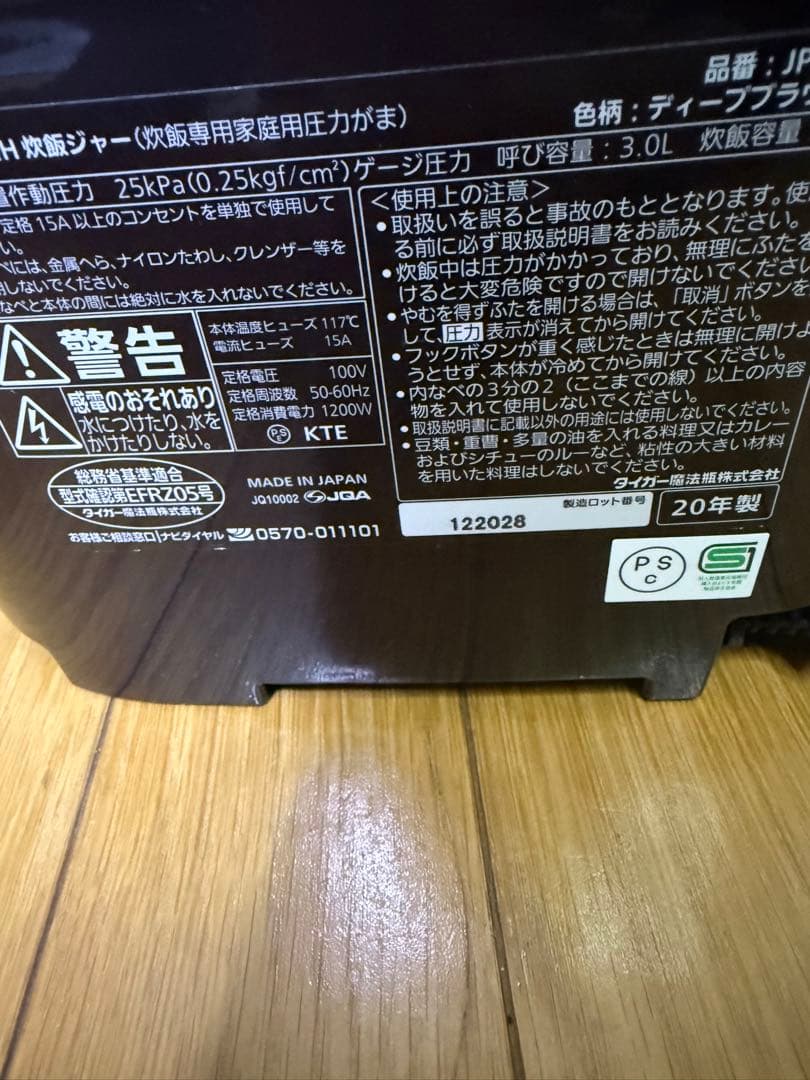 品番：JP
色柄：ディープブラウ
H 炊飯ジャー(炊飯専用家庭用圧力がま)
作動圧力 25kPa(0.25kgf/cm²)ゲージ圧力 呼び容量：3.0L 炊飯容量
定格15A以上のコンセントを単独で使用して
い。
べには、金属へら、ナイロンたわし、クレンザー等を
用しないでください。
なべと本体の間には絶対に水を入れないでください。
警告
感電のおそれあり
水につけたり、水を
かけたりしない。
本体温度ヒューズ 117℃
電流ヒューズ 15A
定格電圧 100V
定格周波数 50-60Hz
定格消費電力 1200W
PSE KTE
<使用上の注意>
•取扱いを誤ると事故のもととなります。使
る前に必ず取扱説明書をお読みください。
•炊飯中は圧力がかかっており、無理にふたを
けると大変危険ですので開けないでください
•やむを得ずふたを開ける場合は、「取消」ボタンを
して、圧力表示が消えてから開けてください。
•フックボタンが重く感じたときは無理に開けよ
うとせず、本体が冷めてから開けてください。
•内なべの3分の2(ここまでの線)以上の内容
物を入れて使用しないでください。
•取扱説明書に記載以外の用途には使用しないでください。
•豆類・重曹・多量の油を入れる料理又はカレー
およびシチューのルーなど、粘性の大きい材料
を用いた料理はしないでください。
タイガー魔法瓶株式会社
総務省基準適合
型式確認第EFRZ05号
タイガー魔法瓶株式会社
MADE IN JAPAN
JQ10002 JQA
お客様ご相談窓口 ナビダイヤル 0570-011101
製造ロット番号
122028
20年製
PS
C
S1